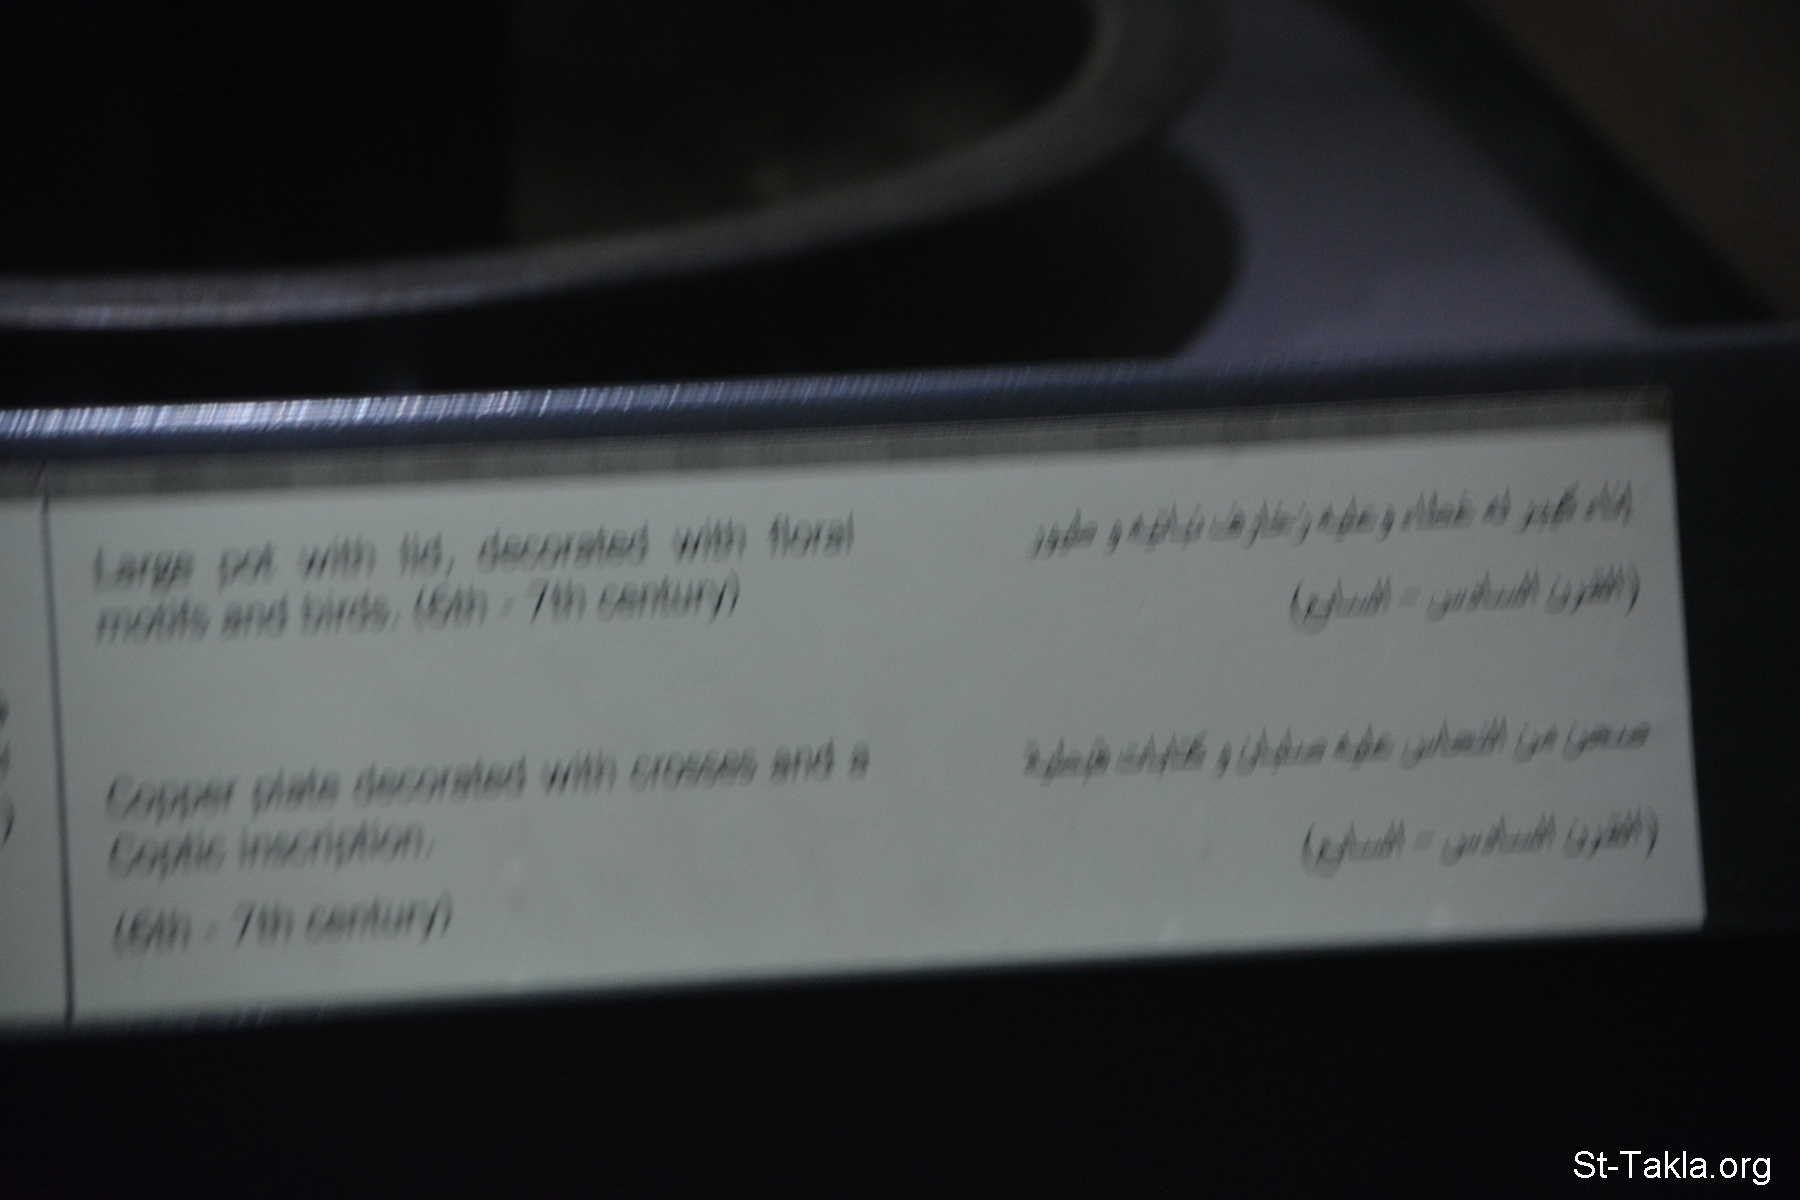 Large pot with lid, decorated with floral
motifs and birds. (6th - 7th century)
إناء كبير له غطاء و عليه زخارف نباتية و طيور
(القرن السادس – السابع)
Copper plate decorated with crosses and a
Coptic inscription.
(6th - 7th century)
صحن من النحاس عليه صلبان و كتابات قبطية
(القرن السادس – السابع)
St-Takla.org